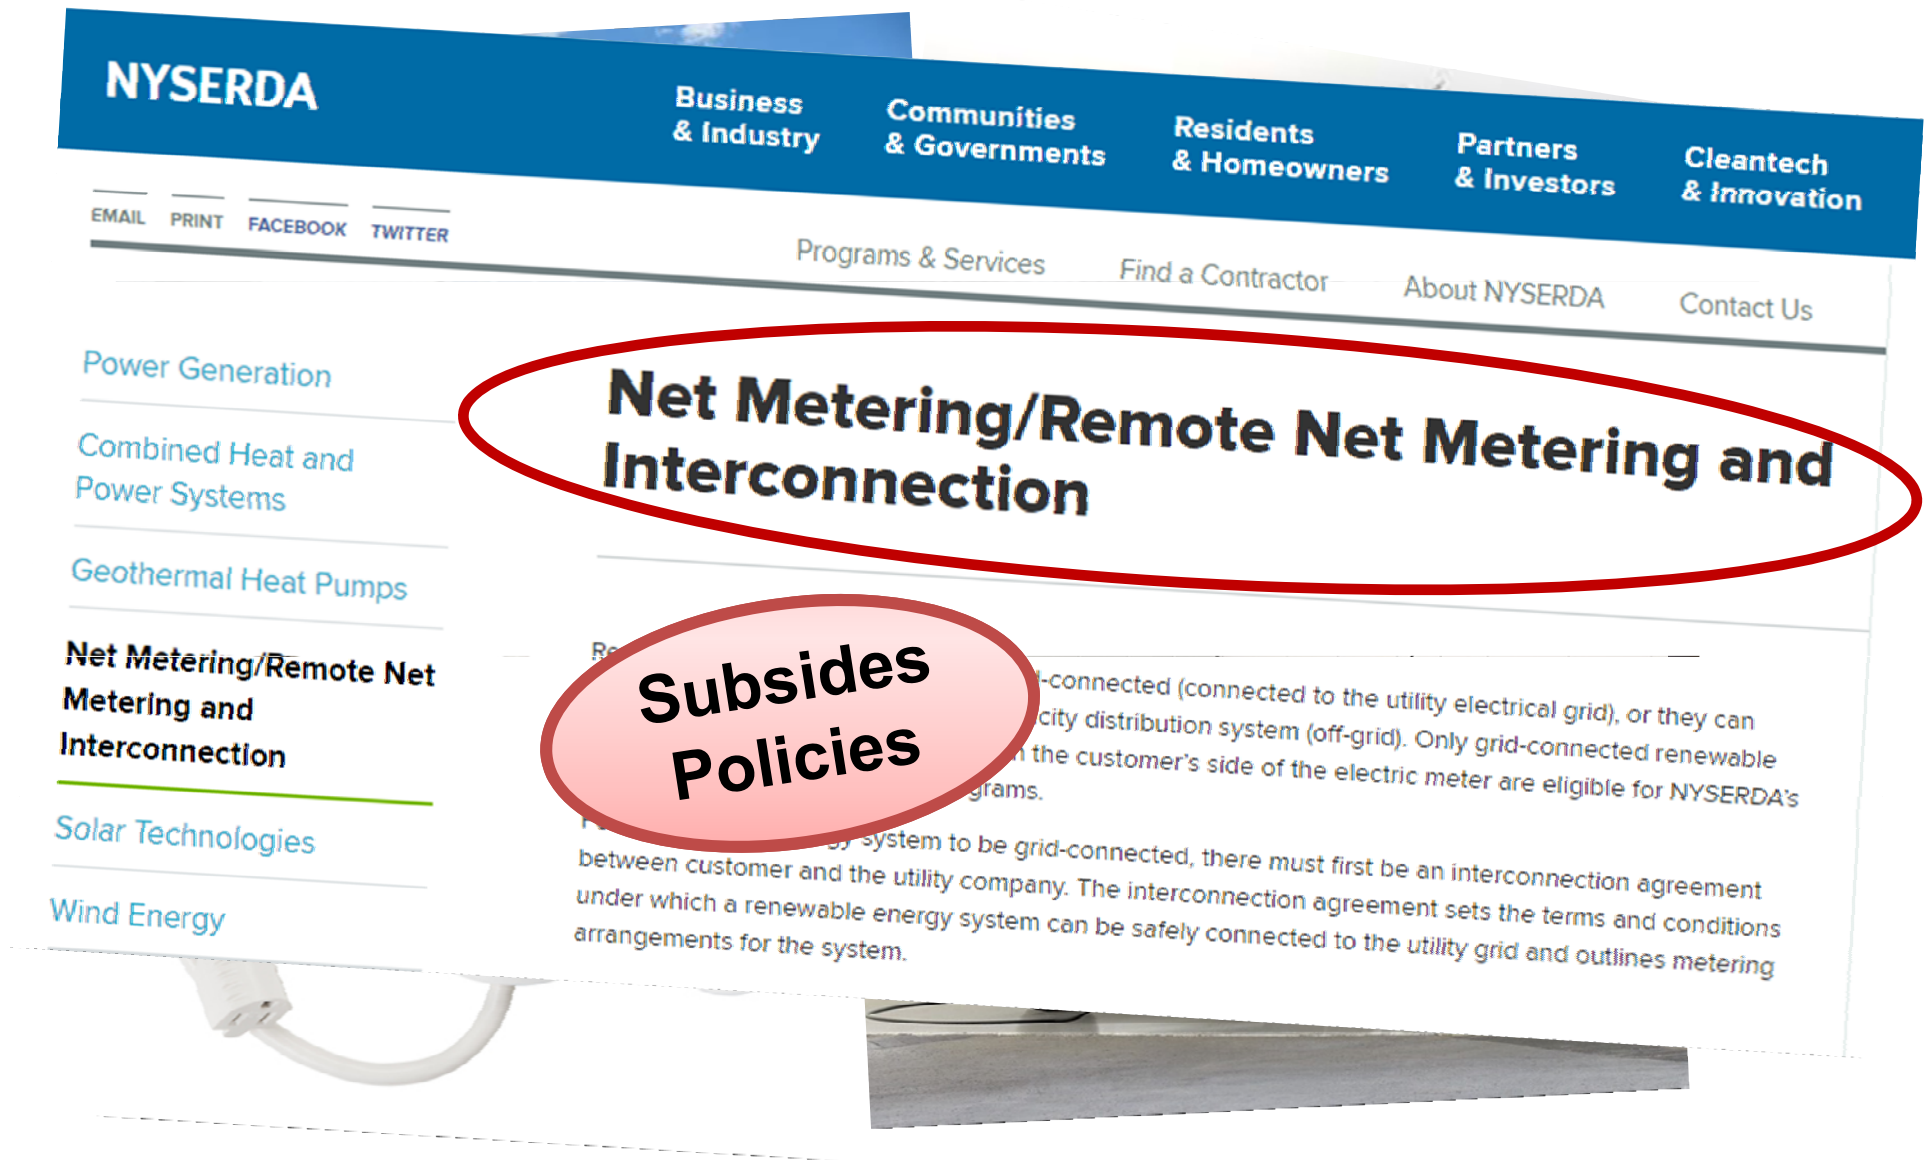 NYSERDA
Business
& Industry
Communities
& Governments
Residents
& Homeowners
Partners
& Investors
Cleantech
& Innovation
EMAIL PRINT FACEBOOK TWITTER
Programs & Services Find a Contractor About NYSERDA Contact Us
Power Generation
Combined Heat and
Power Systems
Geothermal Heat Pumps
Net Metering/Remote Net
Metering and
Interconnection
Solar Technologies
Wind Energy
Net Metering/Remote Net Metering and
Interconnection
Subsides
Policies
-connected (connected to the utility electrical grid), or they can
city distribution system (off-grid). Only grid-connected renewable
the customer's side of the electric meter are eligible for NYSERDA's
grams.
system to be grid-connected, there must first be an interconnection agreement
between customer and the utility company. The interconnection agreement sets the terms and conditions
under which a renewable energy system can be safely connected to the utility grid and outlines metering
arrangements for the system.